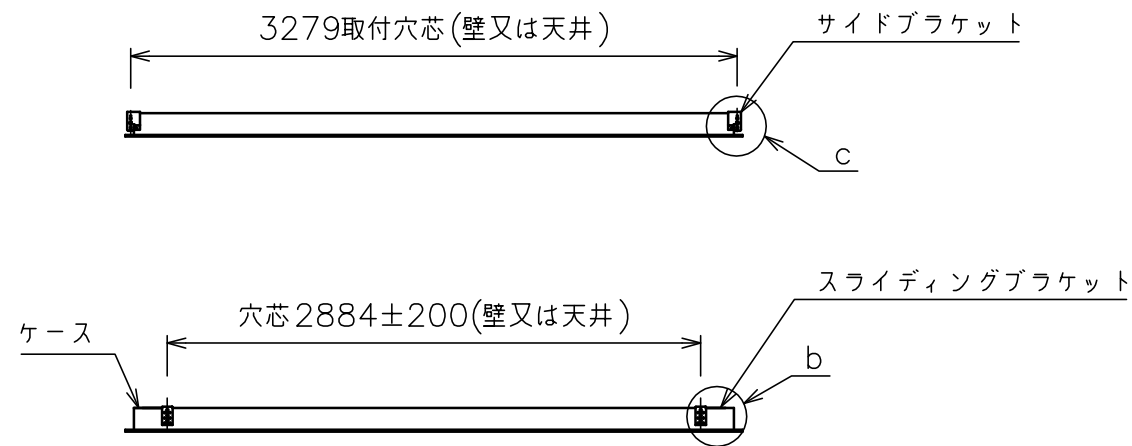 3279取付穴芯(壁又は天井)
サイドブラケット
c
スライディングブラケット
穴芯2884±200(壁又は天井)
ケース
b